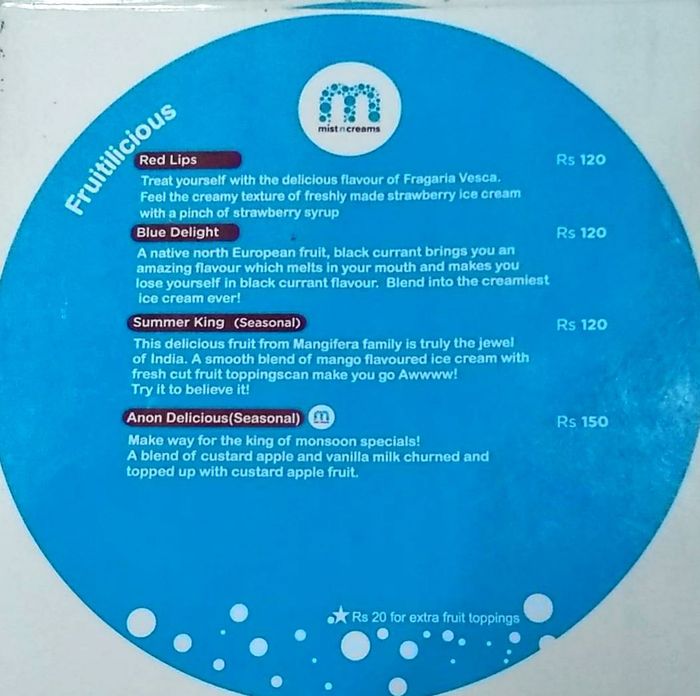 mist n creams
Fruitilicious
Red Lips Rs 120
Treat yourself with the delicious flavour of Fragaria Vesca.
Feel the creamy texture of freshly made strawberry ice cream
with a pinch of strawberry syrup
Blue Delight Rs 120
A native north European fruit, black currant brings you an
amazing flavour which melts in your mouth and makes you
lose yourself in black currant flavour. Blend into the creamiest
ice cream ever!
Summer King (Seasonal) Rs 120
This delicious fruit from Mangifera family is truly the jewel
of India. A smooth blend of mango flavoured ice cream with
fresh cut fruit toppingscan make you go Awwww!
Try it to believe it!
Anon Delicious(Seasonal) m Rs 150
Make way for the king of monsoon specials!
A blend of custard apple and vanilla milk churned and
topped up with custard apple fruit.
Rs 20 for extra fruit toppings